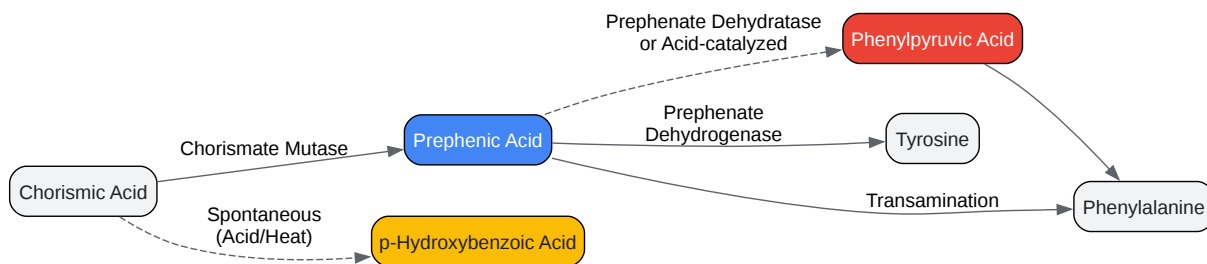 Prephenate Dehydratase
or Acid-catalyzed
Phenylpyruvic Acid
Prephenate
Dehydrogenase
Prephenic Acid
Tyrosine
Chorismate Mutase
Chorismic Acid
Transamination
Phenylalanine
Spontaneous
(Acid/Heat)
p-Hydroxybenzoic Acid